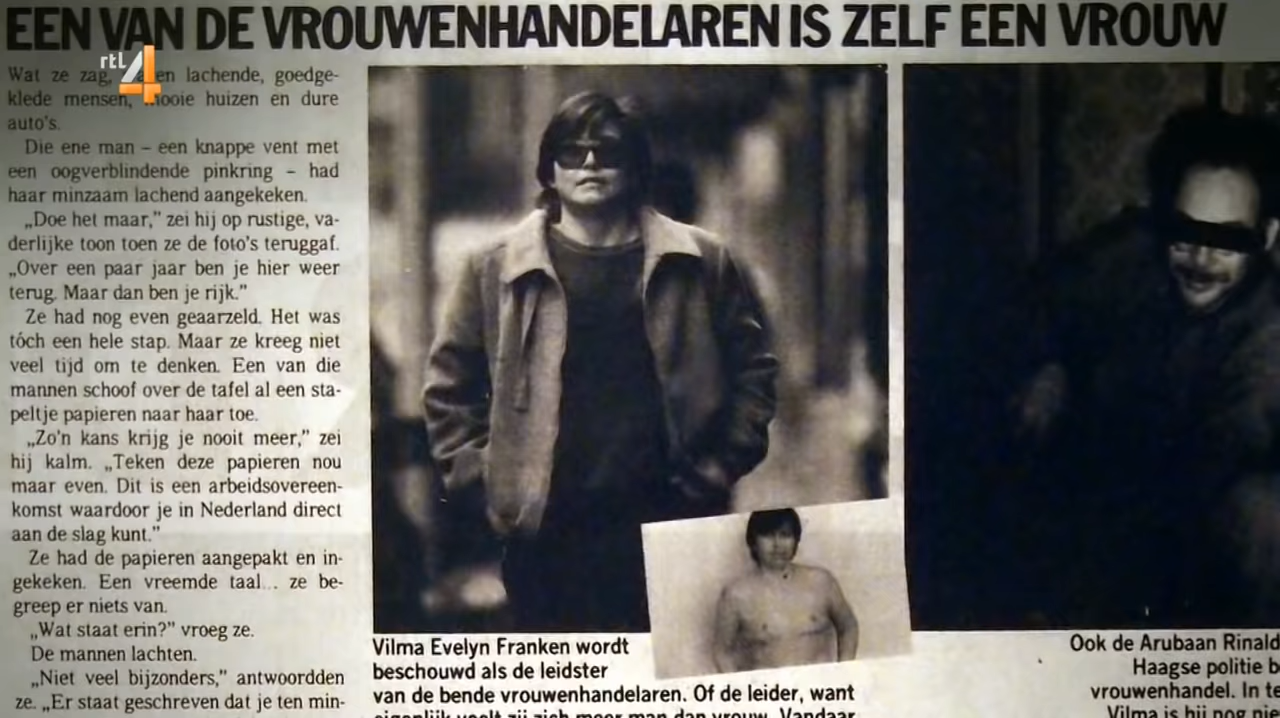 EEN VAN DE VROUWENHANDELAREN IS ZELF EEN VROUW
rtl 4
Wat ze zag, en lachende, goedge-
klede mensen, mooie huizen en dure
auto's.
Die ene man – een knappe vent met
een oogverblindende pinkring – had
haar minzaam lachend aangekeken.
„Doe het maar,” zei hij op rustige, va-
derlijke toon toen ze de foto's teruggaf.
„Over een paar jaar ben je hier weer
terug. Maar dan ben je rijk.”
Ze had nog even geaarzeld. Het was
tóch een hele stap. Maar ze kreeg niet
veel tijd om te denken. Een van die
mannen schoof over de tafel al een sta-
peltje papieren naar haar toe.
„Zo'n kans krijg je nooit meer,” zei
hij kalm. „Teken deze papieren nou
maar even. Dit is een arbeidsovereen-
komst waardoor je in Nederland direct
aan de slag kunt.”
Ze had de papieren aangepakt en in-
gekeken. Een vreemde taal... ze be-
greep er niets van.
„Wat staat erin?” vroeg ze.
De mannen lachten.
„Niet veel bijzonders,” antwoordden
ze. „Er staat geschreven dat je ten min-
Vilma Evelyn Franken wordt
beschouwd als de leidster
van de bende vrouwenhandelaren. Of de leider, want
eigenlijk voelt zij zich meer man dan vrouw. Vandaar
Ook de Arubaan Rinald
Haagse politie b
vrouwenhandel. In te
Vilma is hij nog nie